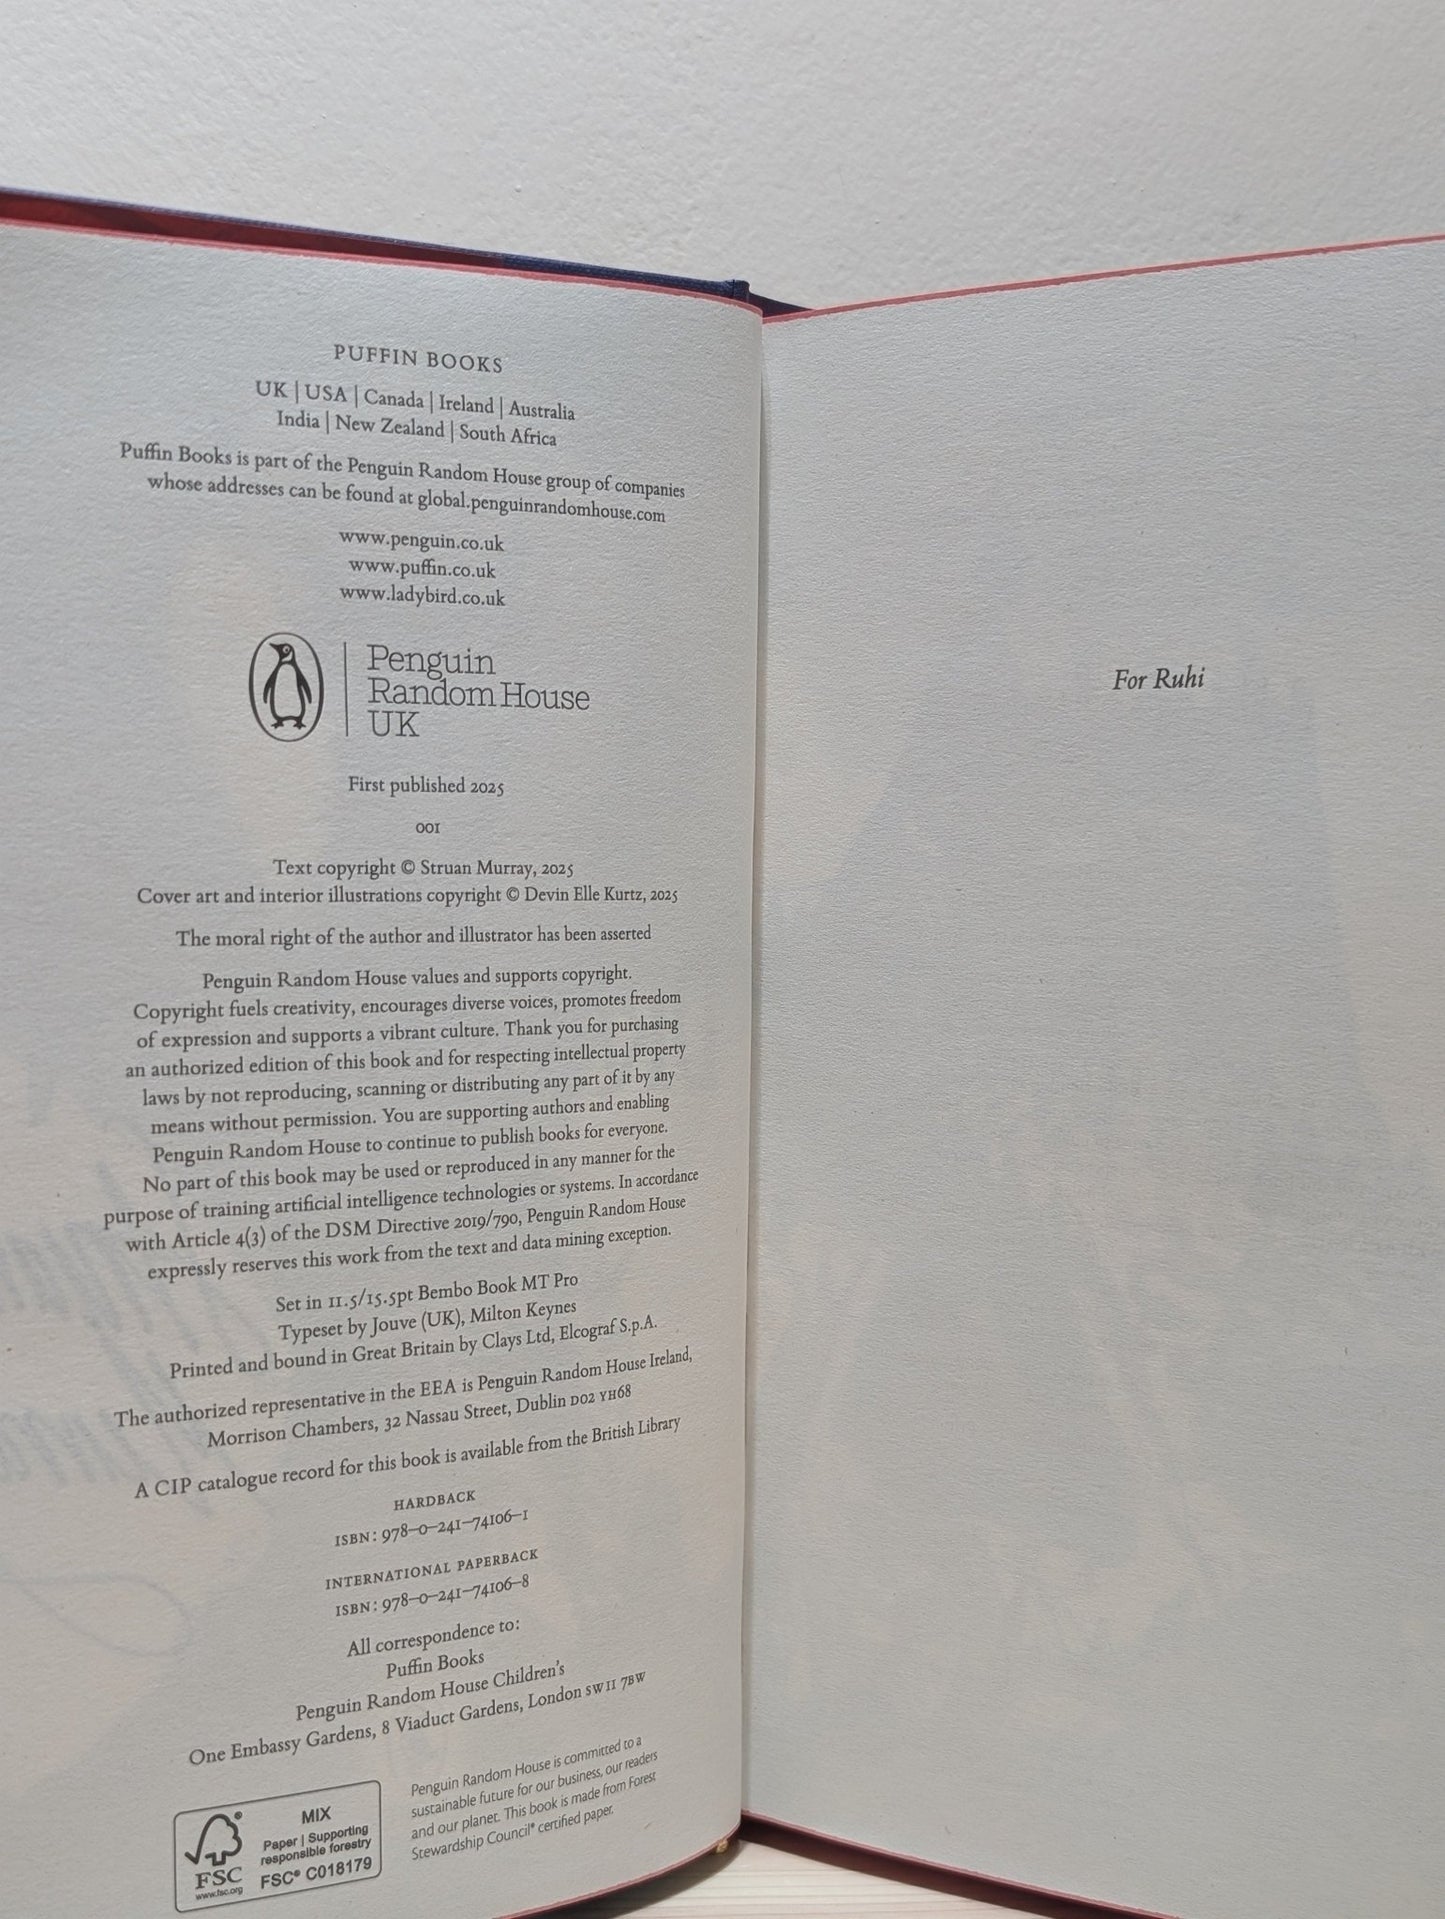 PUFFIN BOOKS
UK | USA | Canada | Ireland | Australia
India | New Zealand | South Africa
Puffin Books is part of the Penguin Random House group of companies
whose addresses can be found at global.penguinrandomhouse.com
www.penguin.co.uk
www.puffin.co.uk
www.ladybird.co.uk
Penguin
Random House
UK
First published 2025
001
Text copyright © Struan Murray, 2025
Cover art and interior illustrations copyright © Devin Elle Kurtz, 2025
The moral right of the author and illustrator has been asserted
Penguin Random House values and supports copyright.
Copyright fuels creativity, encourages diverse voices, promotes freedom
of expression and supports a vibrant culture. Thank you for purchasing
an authorized edition of this book and for respecting intellectual property
laws by not reproducing, scanning or distributing any part of it by any
means without permission. You are supporting authors and enabling
Penguin Random House to continue to publish books for everyone.
No part of this book may be used or reproduced in any manner for the
purpose of training artificial intelligence technologies or systems. In accordance
with Article 4(3) of the DSM Directive 2019/790, Penguin Random House
expressly reserves this work from the text and data mining exception.
Set in 11.5/15.5pt Bembo Book MT Pro
Typeset by Jouve (UK), Milton Keynes
Printed and bound in Great Britain by Clays Ltd, Elcograf S.p.A.
The authorized representative in the EEA is Penguin Random House Ireland,
Morrison Chambers, 32 Nassau Street, Dublin D02 YH68
A CIP catalogue record for this book is available from the British Library
HARDBACK
ISBN: 978–0–241–74106–1
INTERNATIONAL PAPERBACK
ISBN: 978–0–241–74106–8
All correspondence to:
Puffin Books
Penguin Random House Children's
One Embassy Gardens, 8 Viaduct Gardens, London SW11 7BW
MIX
Paper | Supporting
responsible forestry
FSC® C018179
FSC
www.fsc.org
Penguin Random House is committed to a
sustainable future for our business, our readers
and our planet. This book is made from Forest
Stewardship Council® certified paper.
For Ruhi